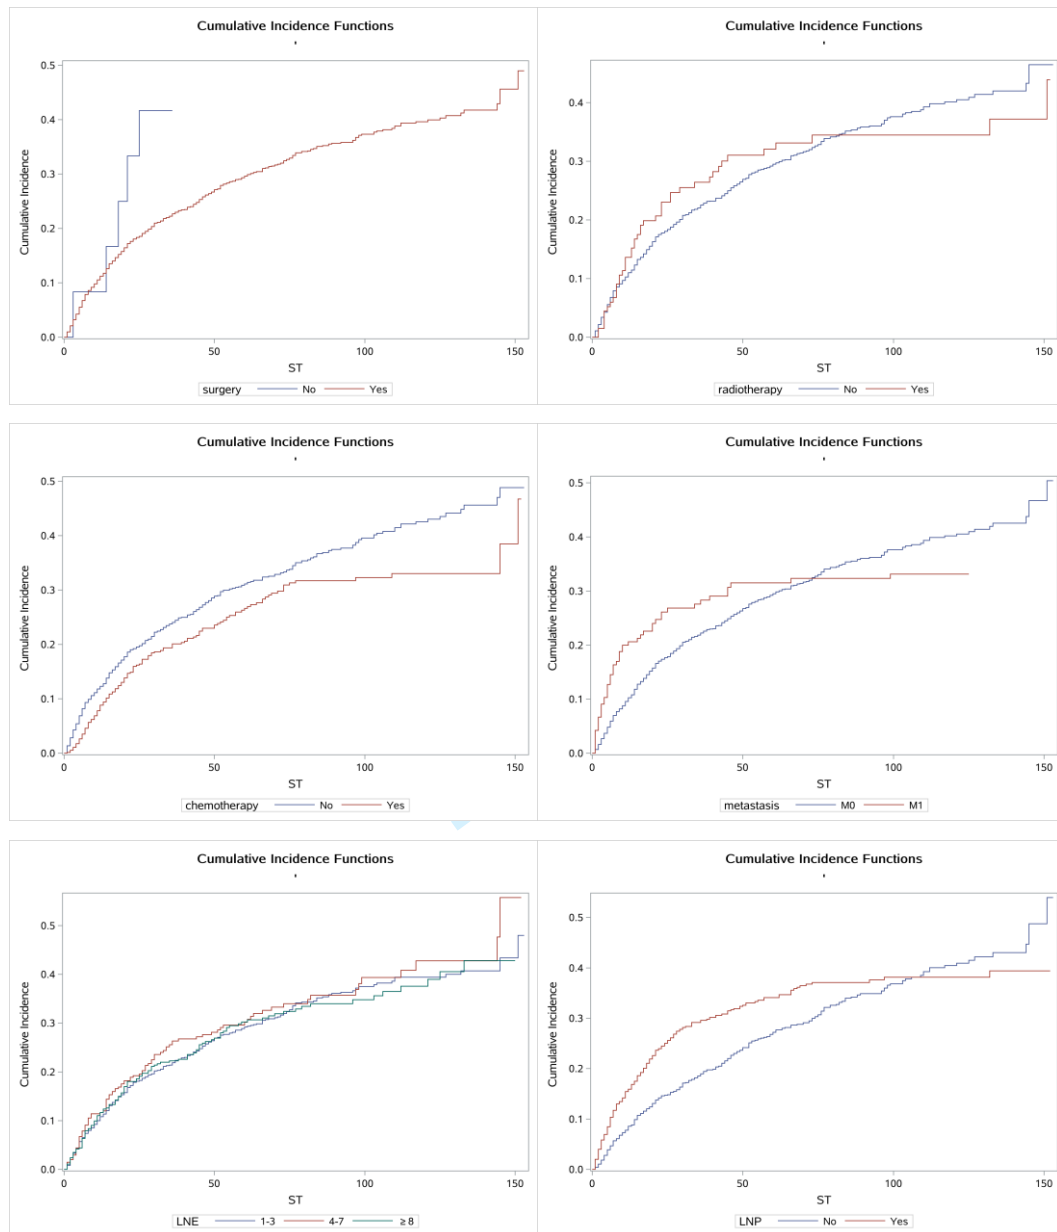 Cumulative Incidence Functions
Cumulative Incidence
0.5
0.4
0.3
0.2
0.1
0.0
0 50 100 150
ST
surgery No Yes
Cumulative Incidence Functions
Cumulative Incidence
0.4
0.3
0.2
0.1
0.0
0 50 100 150
ST
radiotherapy No Yes
Cumulative Incidence Functions
Cumulative Incidence
0.5
0.4
0.3
0.2
0.1
0.0
0 50 100 150
ST
chemotherapy No Yes
Cumulative Incidence Functions
Cumulative Incidence
0.5
0.4
0.3
0.2
0.1
0.0
0 50 100 150
ST
metastasis M0 M1
Cumulative Incidence Functions
Cumulative Incidence
0.5
0.4
0.3
0.2
0.1
0.0
0 50 100 150
ST
LNE 1-3 4-7 ≥ 8
Cumulative Incidence Functions
Cumulative Incidence
0.5
0.4
0.3
0.2
0.1
0.0
0 50 100 150
ST
LNP No Yes